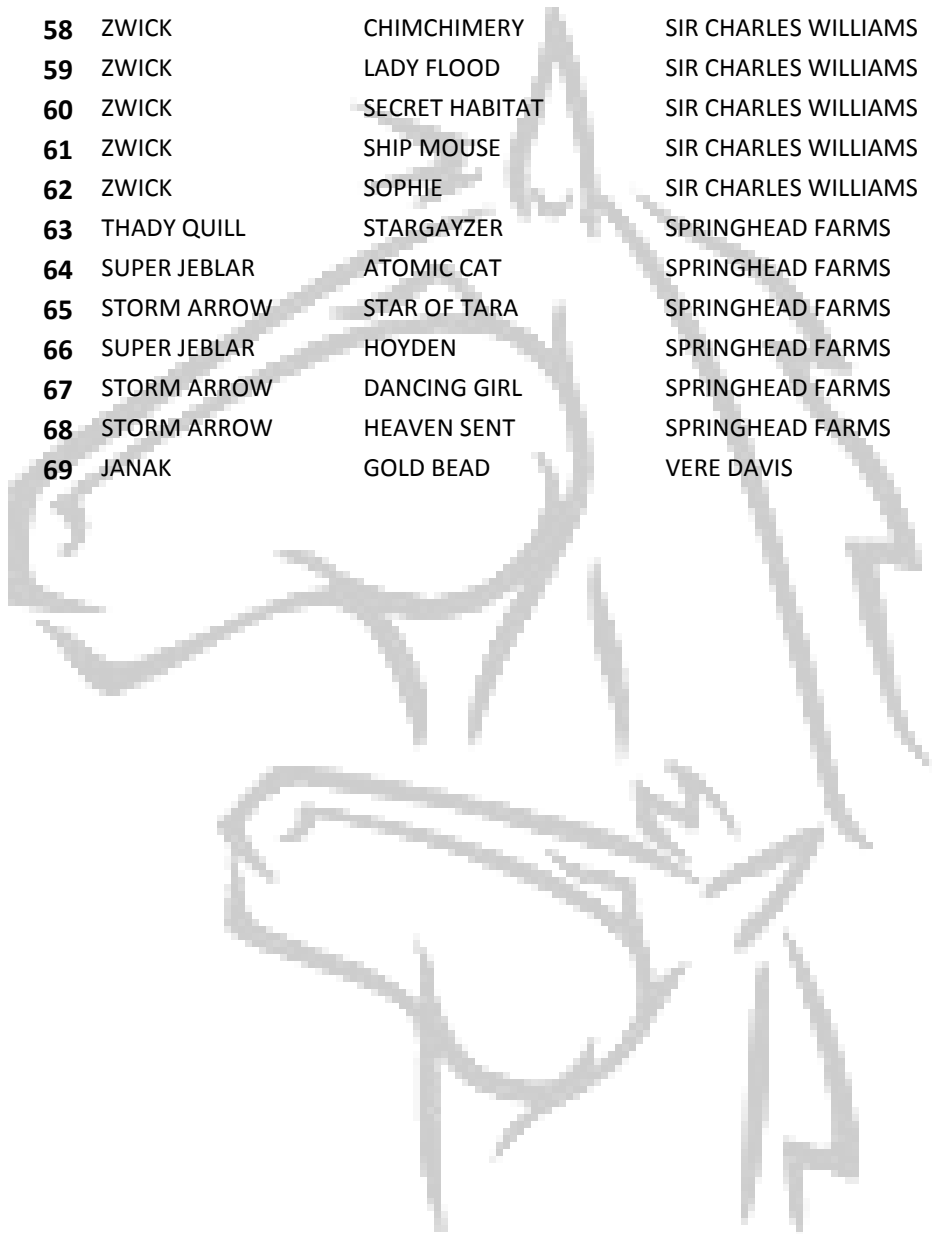 58 ZWICK CHIMCHIMERY SIR CHARLES WILLIAMS
59 ZWICK LADY FLOOD SIR CHARLES WILLIAMS
60 ZWICK SECRET HABITAT SIR CHARLES WILLIAMS
61 ZWICK SHIP MOUSE SIR CHARLES WILLIAMS
62 ZWICK SOPHIE SIR CHARLES WILLIAMS
63 THADY QUILL STARGAYZER SPRINGHEAD FARMS
64 SUPER JEBLAR ATOMIC CAT SPRINGHEAD FARMS
65 STORM ARROW STAR OF TARA SPRINGHEAD FARMS
66 SUPER JEBLAR HOYDEN SPRINGHEAD FARMS
67 STORM ARROW DANCING GIRL SPRINGHEAD FARMS
68 STORM ARROW HEAVEN SENT SPRINGHEAD FARMS
69 JANAK GOLD BEAD VERE DAVIS